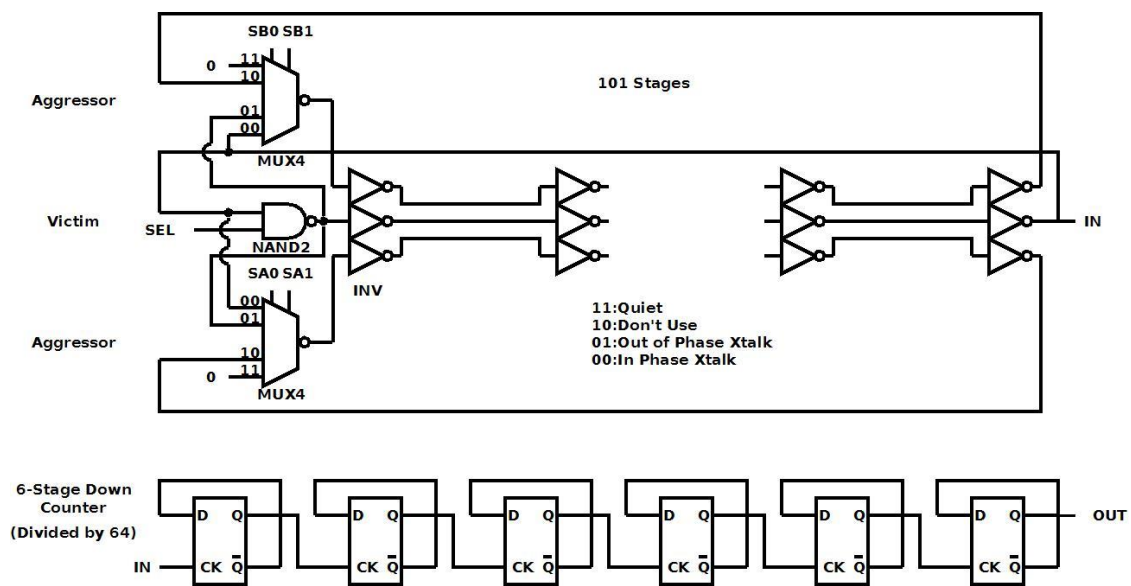 SB0 SB1
0
11
10
01
00
MUX4
Aggressor
101 Stages
Victim
SEL
NAND2
INV
IN
SA0 SA1
00
01
10
11
0
MUX4
Aggressor
11:Quiet
10:Don't Use
01:Out of Phase Xtalk
00:In Phase Xtalk
6-Stage Down
Counter
(Divided by 64)
IN
D Q
CK Q̅
D Q
CK Q̅
D Q
CK Q̅
D Q
CK Q̅
D Q
CK Q̅
D Q
CK Q̅
OUT